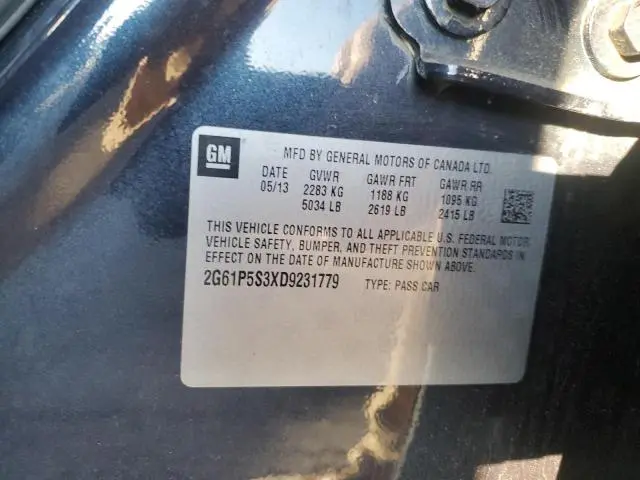 GM
MFD BY GENERAL MOTORS OF CANADA LTD.
DATE GVWR GAWR FRT GAWR RR
05/13 2283 KG 1188 KG 1095 KG
5034 LB 2619 LB 2415 LB
THIS VEHICLE CONFORMS TO ALL APPLICABLE U.S. FEDERAL MOTOR
VEHICLE SAFETY, BUMPER, AND THEFT PREVENTION STANDARDS IN
EFFECT ON THE DATE OF MANUFACTURE SHOWN ABOVE.
2G61P5S3XD9231779 TYPE: PASS CAR